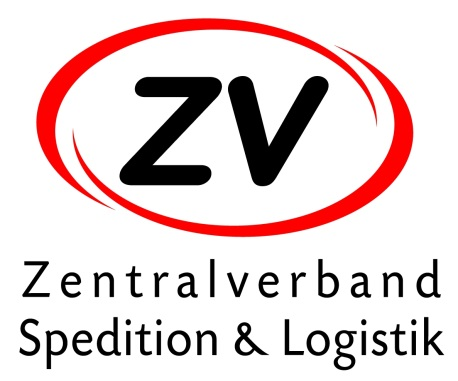 ZV
Zentralverband
Spedition & Logistik